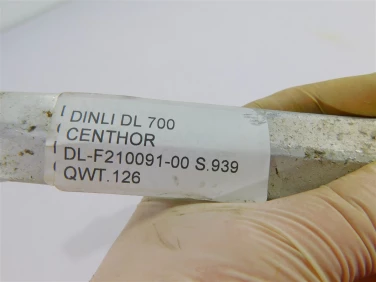 DINLI DL 700
CENTHOR
DL-F210091-00 S.939
QWT.126